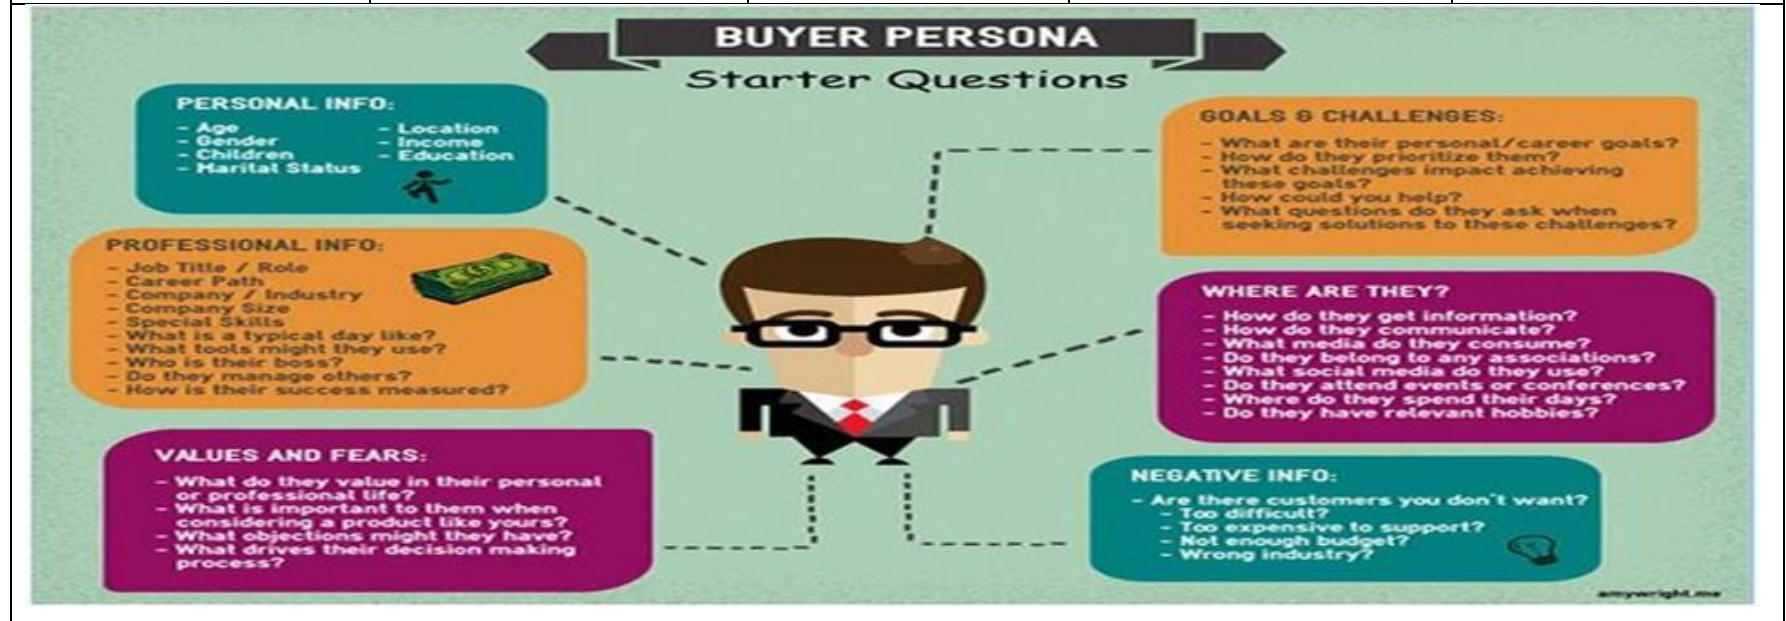 BUYER PERSONA
Starter Questions
PERSONAL INFO:
- Age
- Gender
- Children
- Marital Status
- Location
- Income
- Education
PROFESSIONAL INFO:
- Job Title / Role
- Career Path
- Company / Industry
- Company Size
- Special Skills
- What is a typical day like?
- What tools might they use?
- Who is their boss?
- Do they manage others?
- How is their success measured?
VALUES AND FEARS:
- What do they value in their personal
or professional life?
- What is important to them when
considering a product like yours?
- What objections might they have?
- What drives their decision making
process?
GOALS & CHALLENGES:
- What are their personal/career goals?
- How do they prioritize them?
- What challenges impact achieving
these goals?
- How could you help?
- What questions do they ask when
seeking solutions to these challenges?
WHERE ARE THEY?
- How do they get information?
- How do they communicate?
- What media do they consume?
- Do they belong to any associations?
- What social media do they use?
- Do they attend events or conferences?
- Where do they spend their days?
- Do they have relevant hobbies?
NEGATIVE INFO:
- Are there customers you don't want?
- Too difficult?
- Too expensive to support?
- Not enough budget?
- Wrong industry?
amywright.me